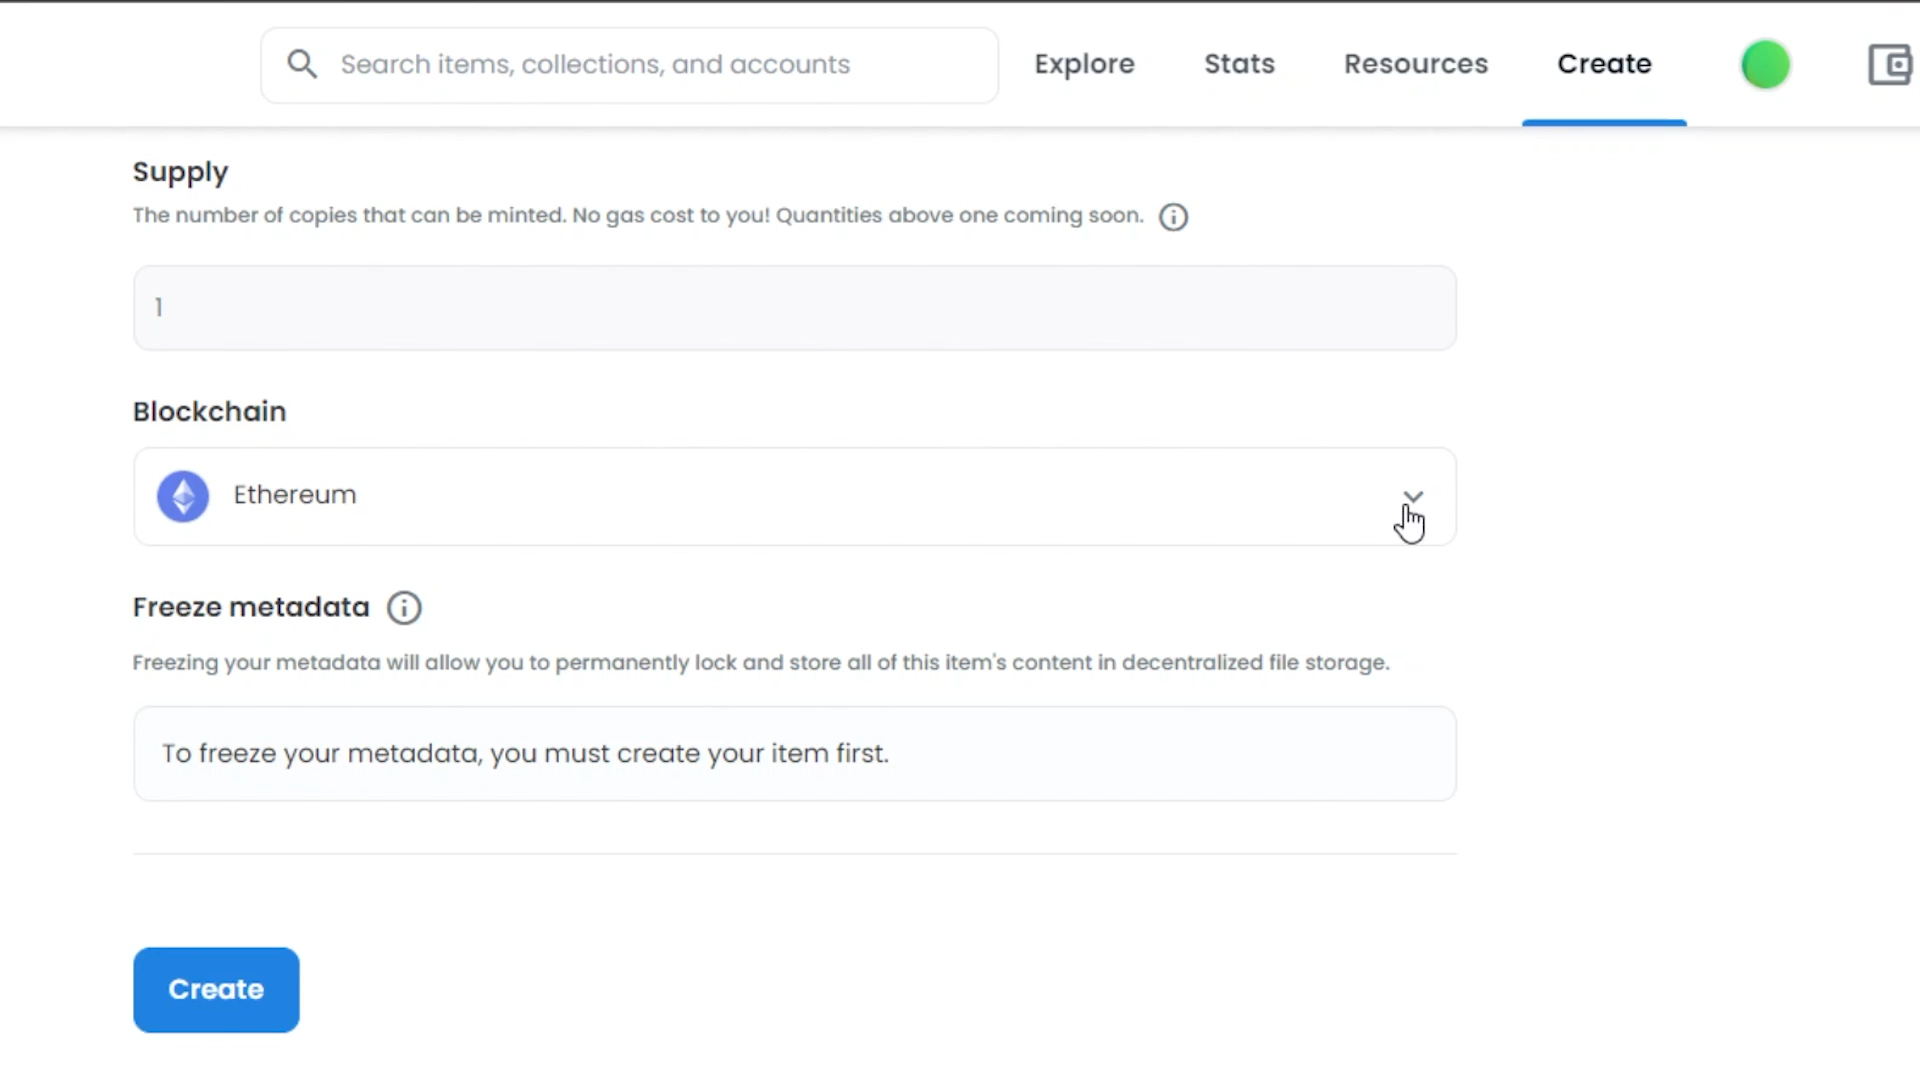 Search items, collections, and accounts
Explore
Stats
Resources
Create
Supply
The number of copies that can be minted. No gas cost to you! Quantities above one coming soon.
1
Blockchain
Ethereum
Freeze metadata
Freezing your metadata will allow you to permanently lock and store all of this item's content in decentralized file storage.
To freeze your metadata, you must create your item first.
Create